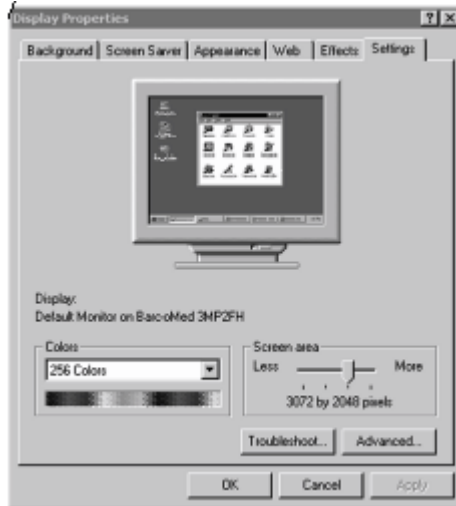 Display Properties
Background Screen Saver Appearance Web Effects Settings
Display:
Default Monitor on BarcoMed 3MP2FH
Colors
256 Colors
Screen area
Less More
3072 by 2048 pixels
Troubleshoot... Advanced...
OK Cancel Apply